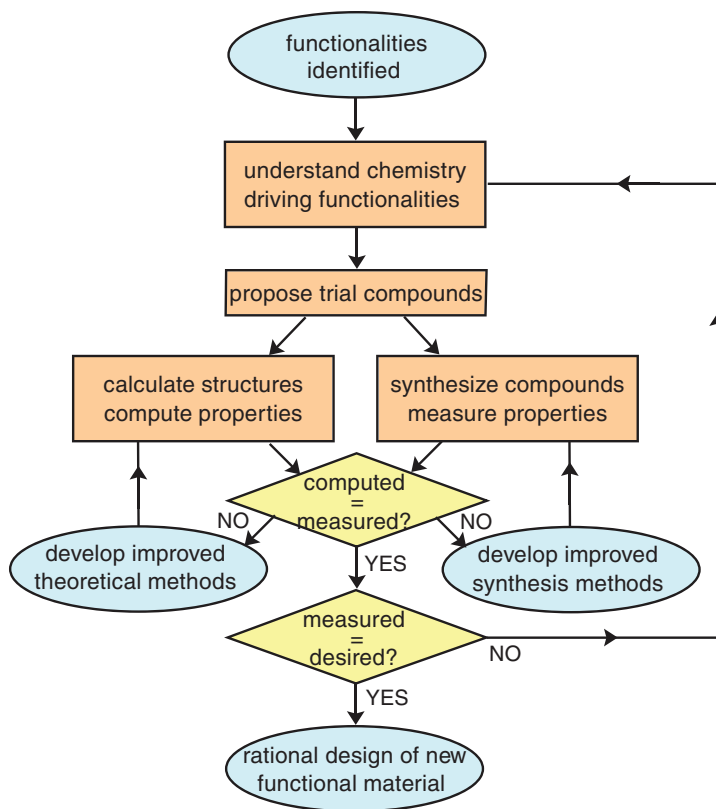 functionalities
identified
understand chemistry
driving functionalities
propose trial compounds
calculate structures
compute properties
synthesize compounds
measure properties
computed
=
measured?
NO
NO
develop improved
theoretical methods
develop improved
synthesis methods
YES
measured
=
desired?
NO
YES
rational design of new
functional material